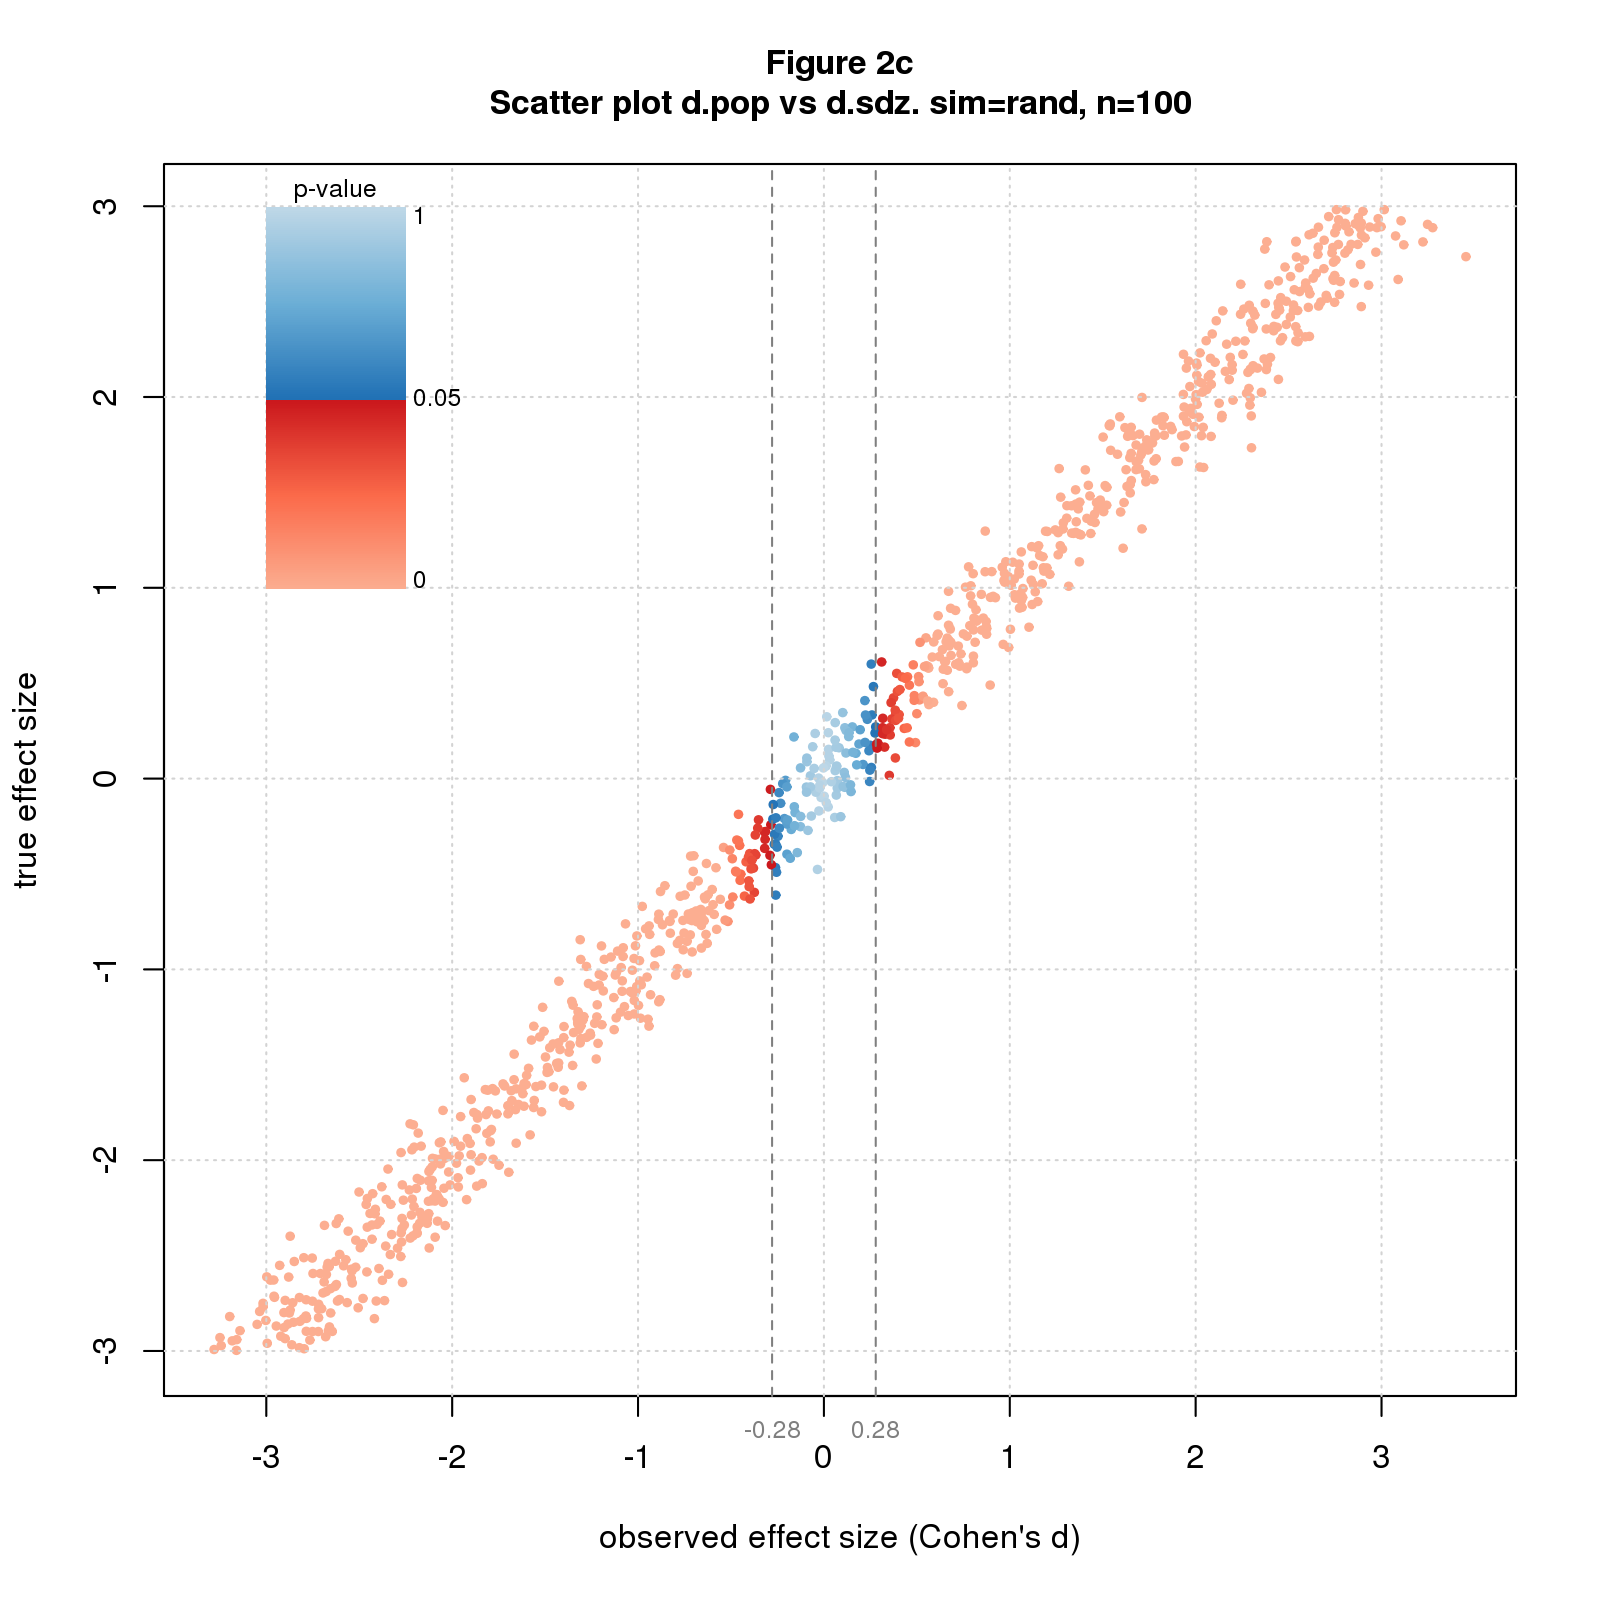 Figure 2c
Scatter plot d.pop vs d.sdz. sim=rand, n=100
p-value
1
0.05
0
true effect size
3
2
1
0
-1
-2
-3
-0.28 0.28
-3 -2 -1 0 1 2 3
observed effect size (Cohen's d)